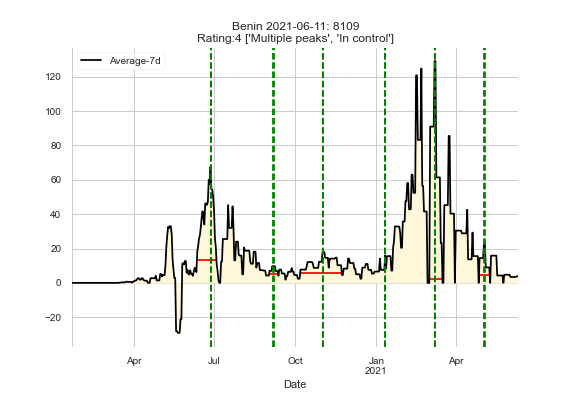 Benin 2021-06-11: 8109
Rating:4 ['Multiple peaks', 'In control']
Average-7d
120
100
80
60
40
20
0
−20
Apr
Jul
Oct
Jan
2021
Apr
Date